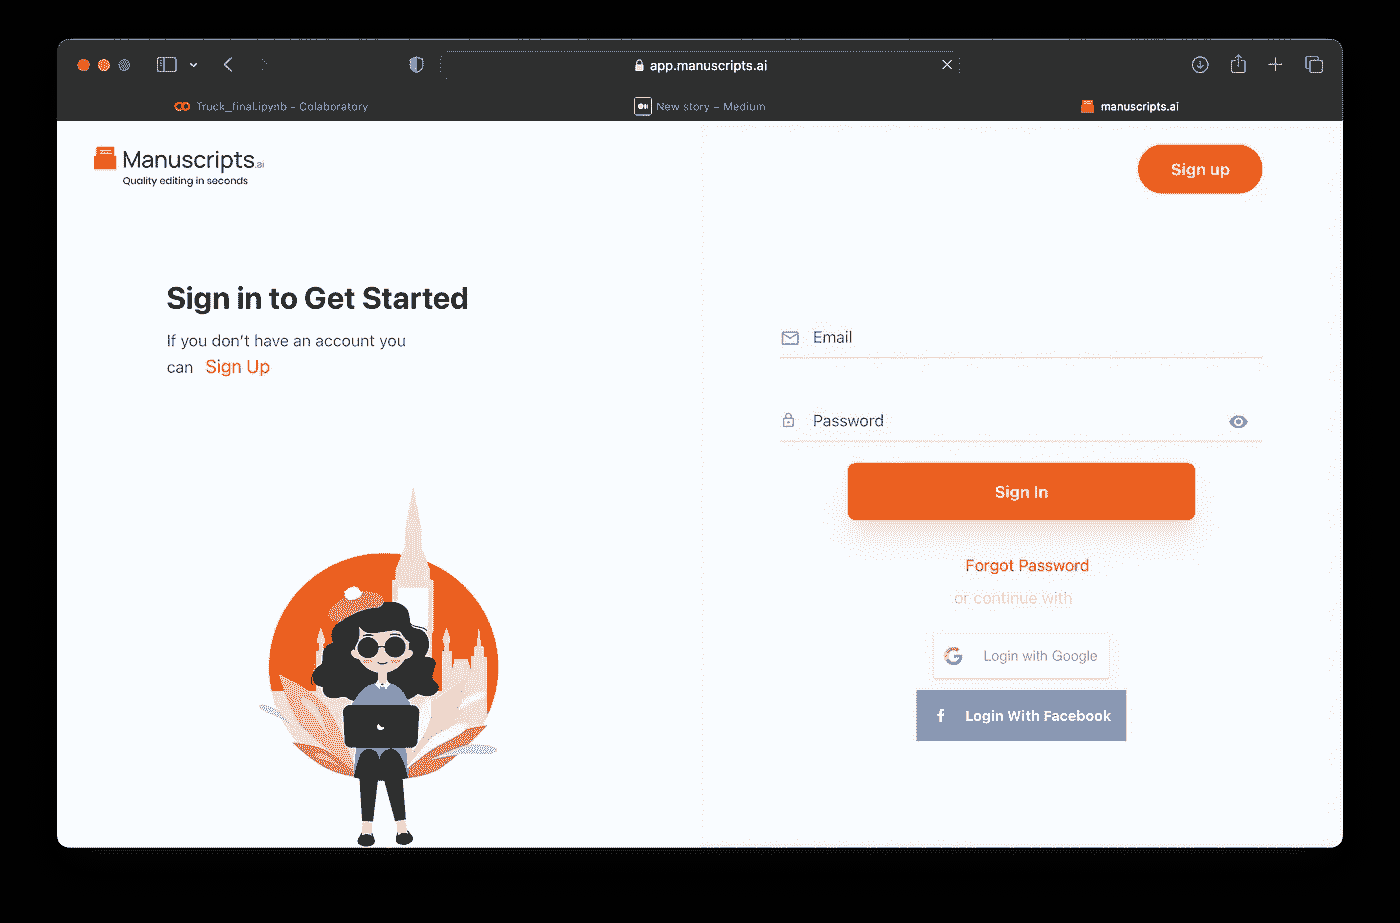 app.manuscripts.ai
Truck_final.ipynb - Colaboratory
New story – Medium
manuscripts.ai
Manuscripts.ai
Quality editing in seconds
Sign up
Sign in to Get Started
If you don't have an account you
can Sign Up
Email
Password
Sign In
Forgot Password
or continue with
Login with Google
Login With Facebook